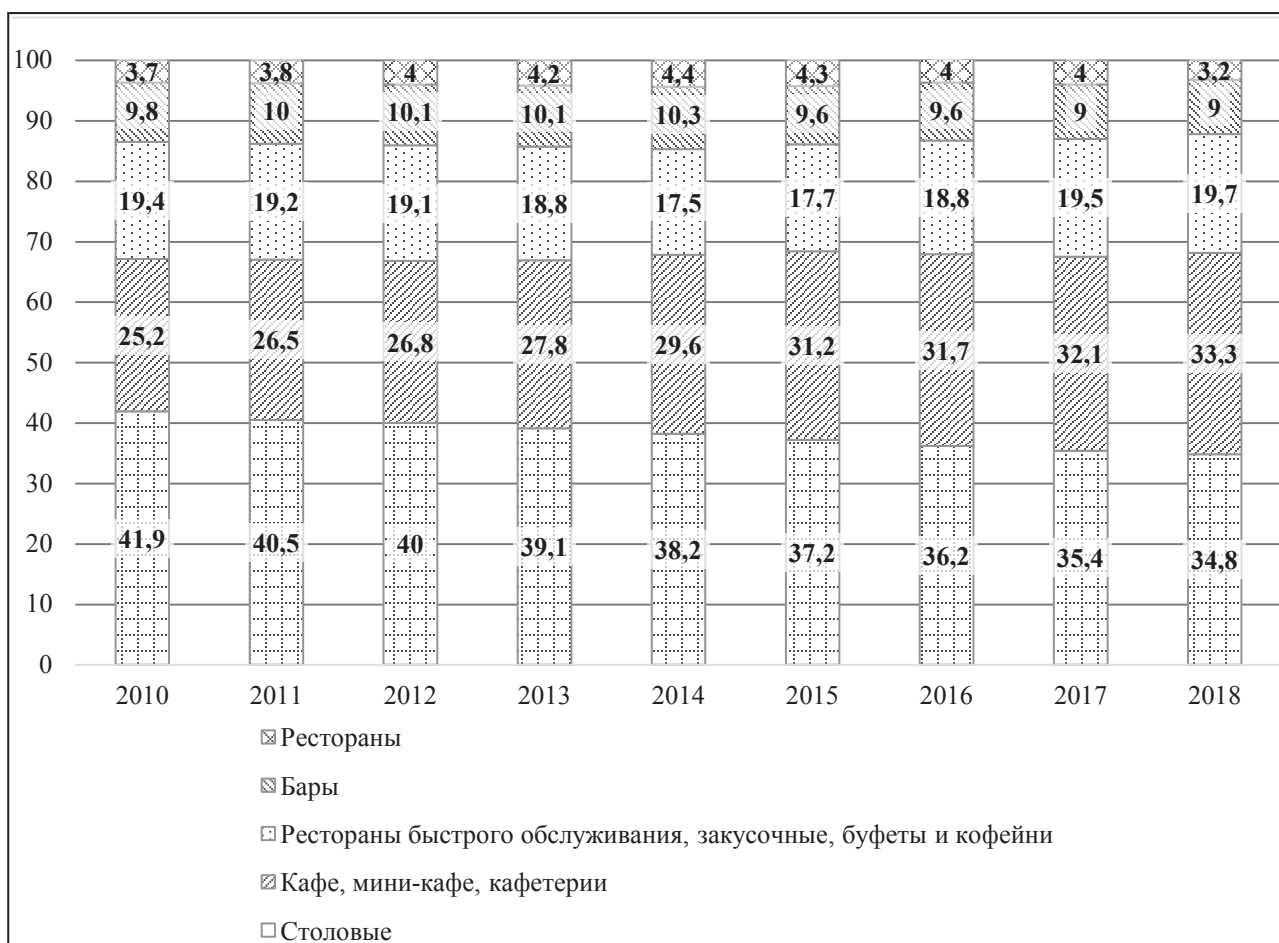 100
90
80
70
60
50
40
30
20
10
0
3,7 3,8 4 4,2 4,4 4,3 4 4 3,2
9,8 10 10,1 10,1 10,3 9,6 9,6 9 9
19,4 19,2 19,1 18,8 17,5 17,7 18,8 19,5 19,7
25,2 26,5 26,8 27,8 29,6 31,2 31,7 32,1 33,3
41,9 40,5 40 39,1 38,2 37,2 36,2 35,4 34,8
2010 2011 2012 2013 2014 2015 2016 2017 2018
Рестораны
Бары
Рестораны быстрого обслуживания, закусочные, буфеты и кофейни
Кафе, мини-кафе, кафетерии
Столовые